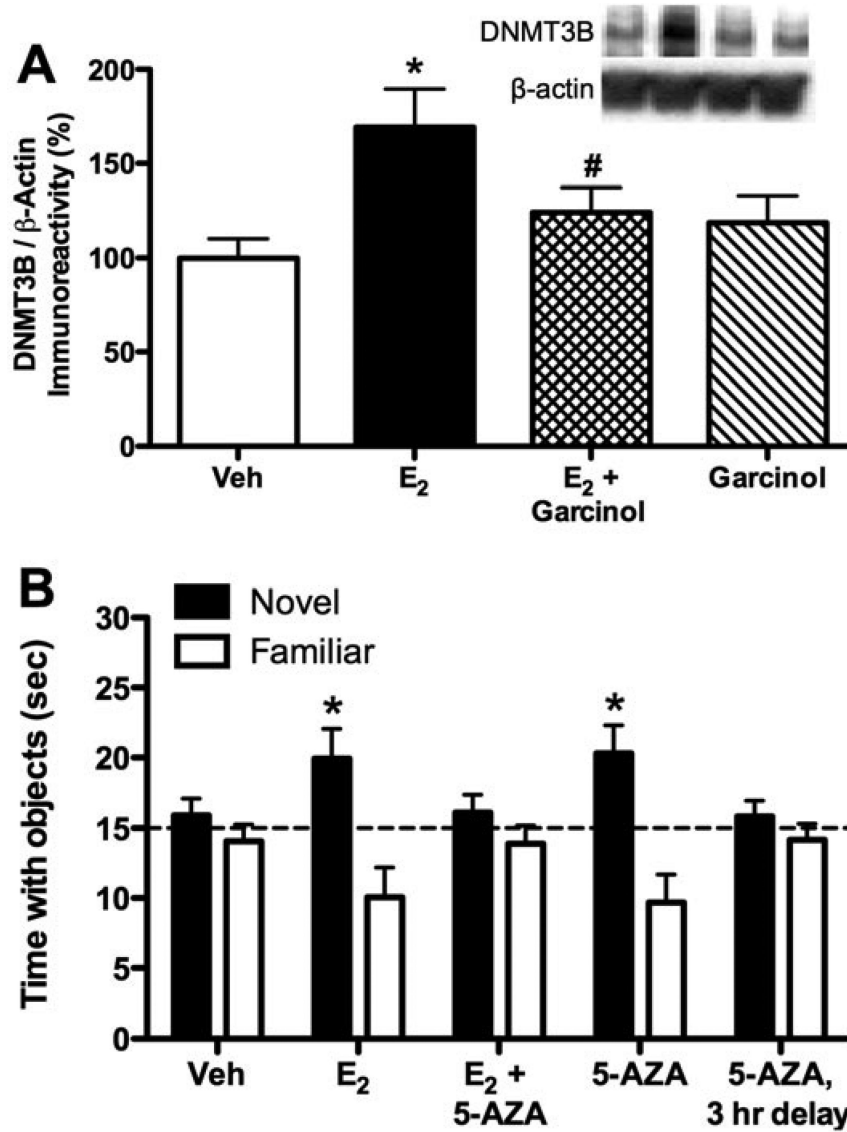 A
DNMT3B
β-actin
DNMT3B / β-Actin
Immunoreactivity (%)
200
150
100
50
0
*
#
Veh
E₂
E₂ +
Garcinol
Garcinol
B
Novel
Familiar
Time with objects (sec)
30
25
20
15
10
5
0
*
*
Veh
E₂
E₂ +
5-AZA
5-AZA
5-AZA,
3 hr delay